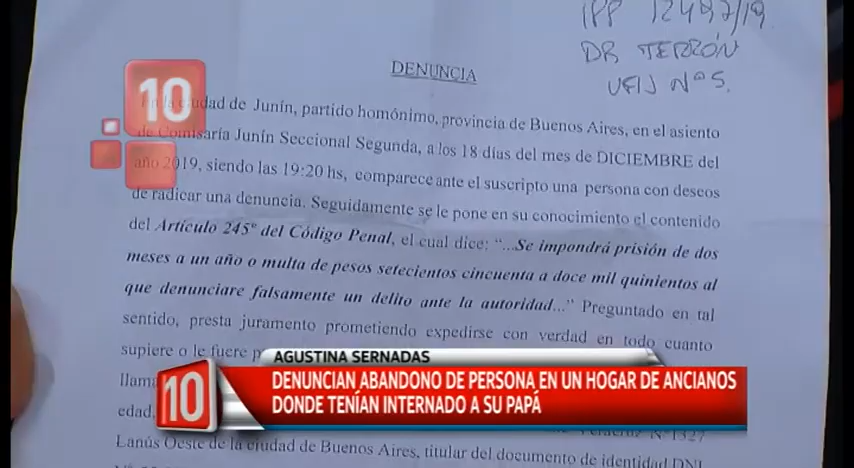 IPP 12497/19
DR TERRÓN
UFIJ Nº5.
DENUNCIA
10
En la ciudad de Junín, partido homónimo, provincia de Buenos Aires, en el asiento
de Comisaría Junín Seccional Segunda, a los 18 días del mes de DICIEMBRE del
año 2019, siendo las 19:20 hs, comparece ante el suscripto una persona con deseos
de radicar una denuncia. Seguidamente se le pone en su conocimiento el contenido
del Artículo 245º del Código Penal, el cual dice: “...Se impondrá prisión de dos
meses a un año o multa de pesos setecientos cincuenta a doce mil quinientos al
que denunciare falsamente un delito ante la autoridad...” Preguntado en tal
sentido, presta juramento prometiendo expedirse con verdad en todo cuanto
supiere o le fuere
AGUSTINA SERNADAS
10
DENUNCIAN ABANDONO DE PERSONA EN UN HOGAR DE ANCIANOS
DONDE TENÍAN INTERNADO A SU PAPÁ
edad,
Nº1327
Lanús Oeste de la ciudad de Buenos Aires, titular del documento de identidad DNI